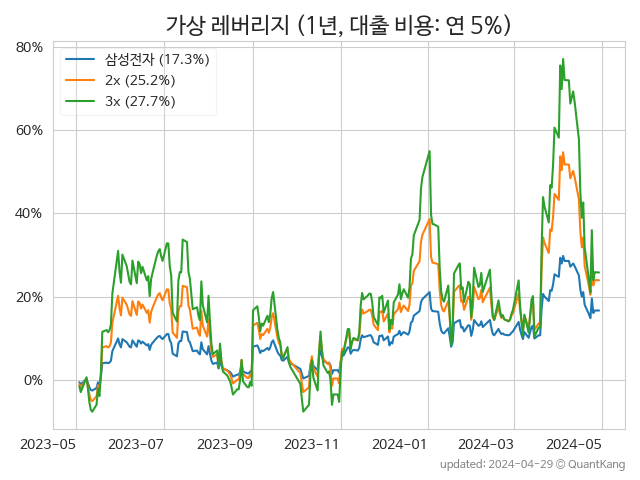 가상 레버리지 (1년, 대출 비용: 연 5%)
삼성전자 (17.3%)
2x (25.2%)
3x (27.7%)
80%
60%
40%
20%
0%
2023-05 2023-07 2023-09 2023-11 2024-01 2024-03 2024-05
updated: 2024-04-29 © QuantKang